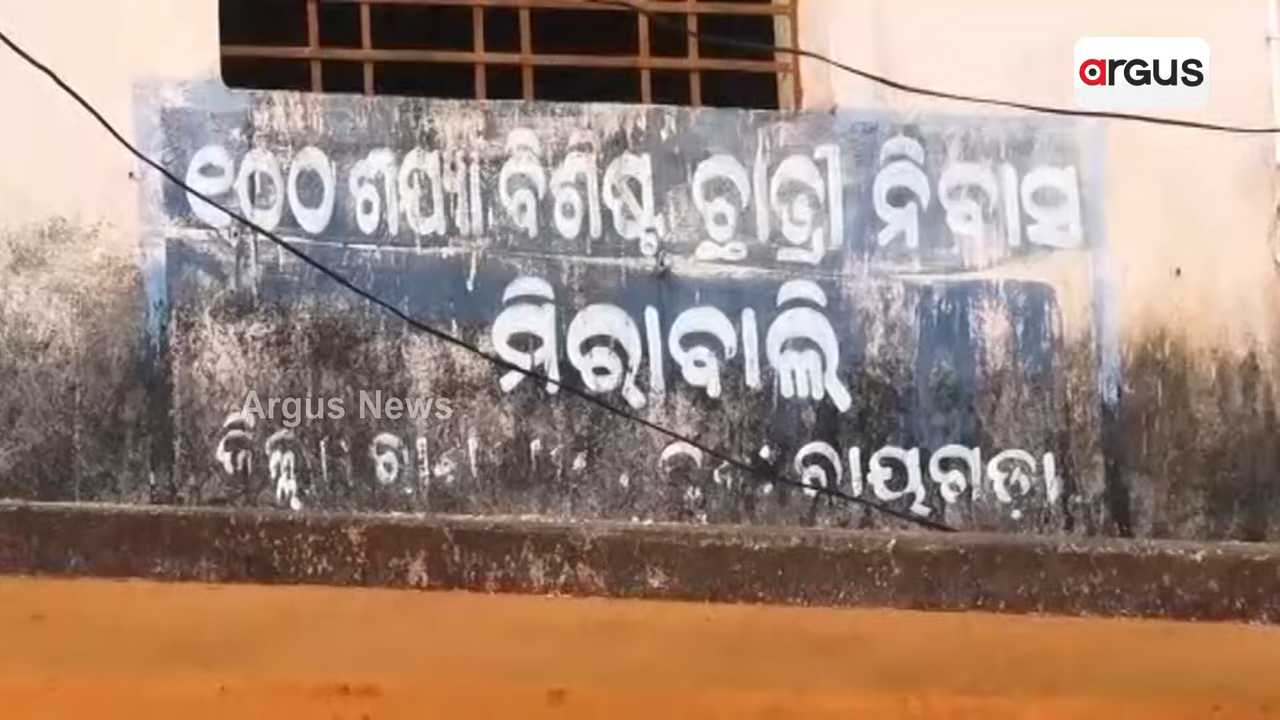 argus
୧୦୦ ଶଯ୍ୟା ବିଶିଷ୍ଟ ଛାତ୍ରୀ ନିବାସ
ସିରାବାଲି
Argus News
ରାୟଗଡ଼ା